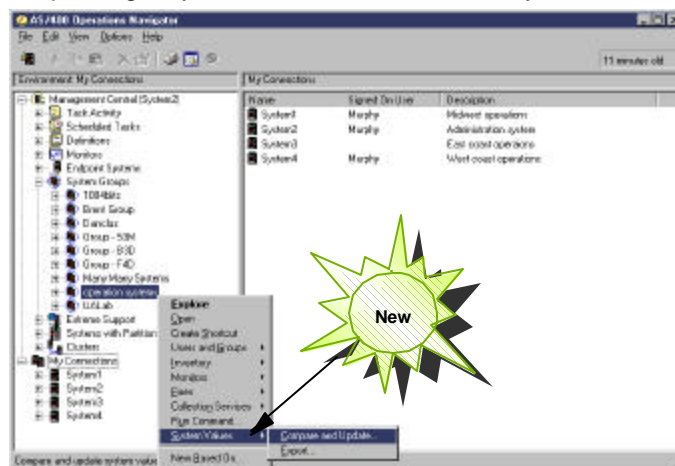 AS/400 Operations Navigator
File Edit View Options Help
11 minutes old
Environment: My Connections
My Connections
Management Central (System2)
Task Activity
Scheduled Tasks
Definitions
Monitors
Endpoint Systems
System Groups
Brent Group
Group - B3D
Group - F4D
Many Many Systems
operation systems
Extreme Support
Systems with Partition
Clusters
My Connections
System1
System2
System3
System4
Name Signed On User Description
System1 Murphy Midwest operations
System2 Murphy Administration system
System3 East coast operations
System4 Murphy West coast operations
New
Explore
Open
Create Shortcut
Users and Groups
Inventory
Monitors
Fixes
Collection Services
Run Command...
System Values
New Based On...
Compare and Update...
Export...
Compare and update system value